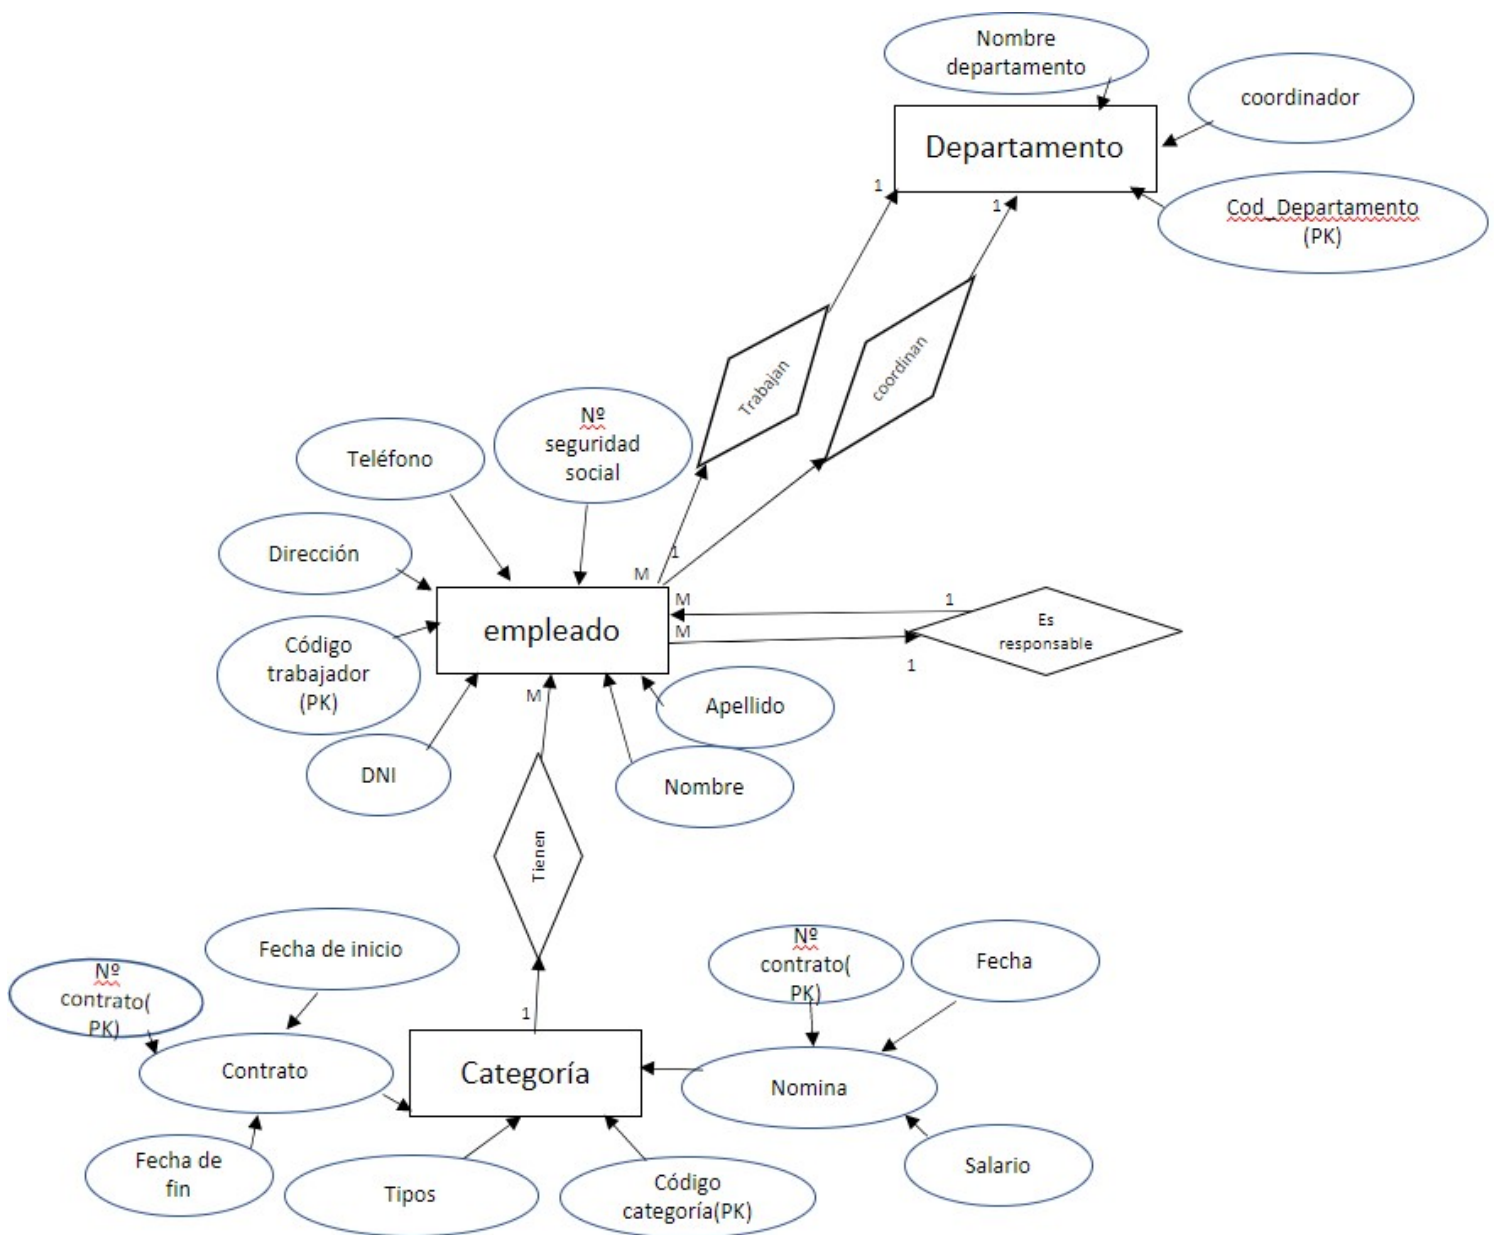 Nombre
departamento
coordinador
Departamento
Cod_Departamento
(PK)
1
1
Trabajan
coordinan
Nº
seguridad
social
Teléfono
Dirección
1
M
empleado
M
1
M
1
Es
responsable
Código
trabajador
(PK)
M
Apellido
DNI
Nombre
Tienen
Fecha de inicio
Nº
contrato(
PK)
Nº
contrato(
PK)
Fecha
1
Contrato
Categoría
Nomina
Fecha de
fin
Tipos
Código
categoría(PK)
Salario